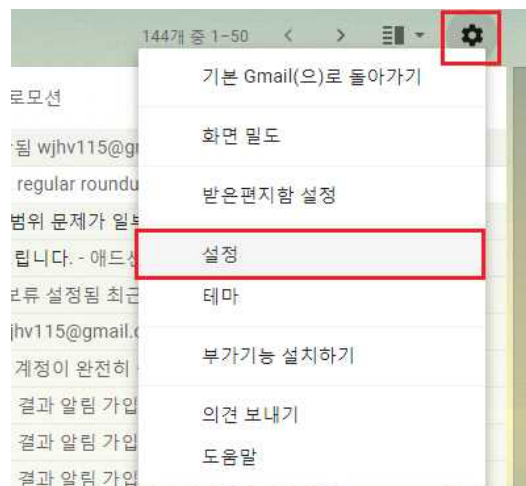 144개 중 1-50
기본 Gmail(으)로 돌아가기
로모션
화면 밀도
됨 wjhv115@gm
regular roundu
받은편지함 설정
범위 문제가 일부
립니다. - 애드센
설정
보류 설정됨 최근
테마
jhv115@gmail.c
계정이 완전히
부가기능 설치하기
결과 알림 가입
의견 보내기
결과 알림 가입
도움말
결과 알림 가입